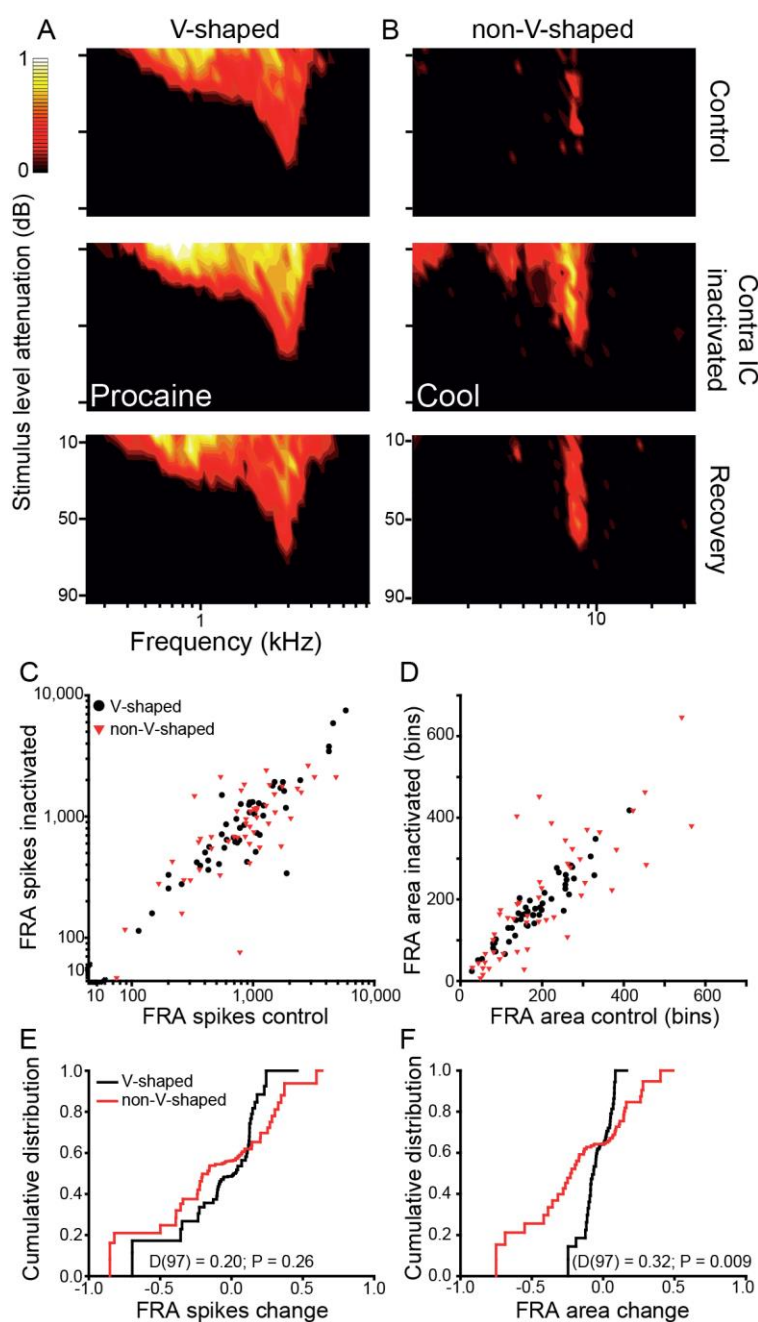 A
V-shaped
B
non-V-shaped
1
0
Stimulus level attenuation (dB)
Control
Procaine
Cool
Contra IC
inactivated
10
50
90
1
Frequency (kHz)
10
10
Recovery
C
10,000
1,000
100
10
40
100
1,000
10,000
V-shaped
non-V-shaped
FRA spikes inactivated
FRA spikes control
D
600
400
200
0
0
200
400
600
FRA area inactivated (bins)
FRA area control (bins)
E
1.0
0.8
0.6
0.4
0.2
0.0
-1.0
-0.5
0.0
0.5
1.0
V-shaped
non-V-shaped
D(97) = 0.20; P = 0.26
Cumulative distribution
FRA spikes change
F
1.0
0.8
0.6
0.4
0.2
0.0
-1.0
-0.5
0.0
0.5
1.0
(D(97) = 0.32; P = 0.009
Cumulative distribution
FRA area change